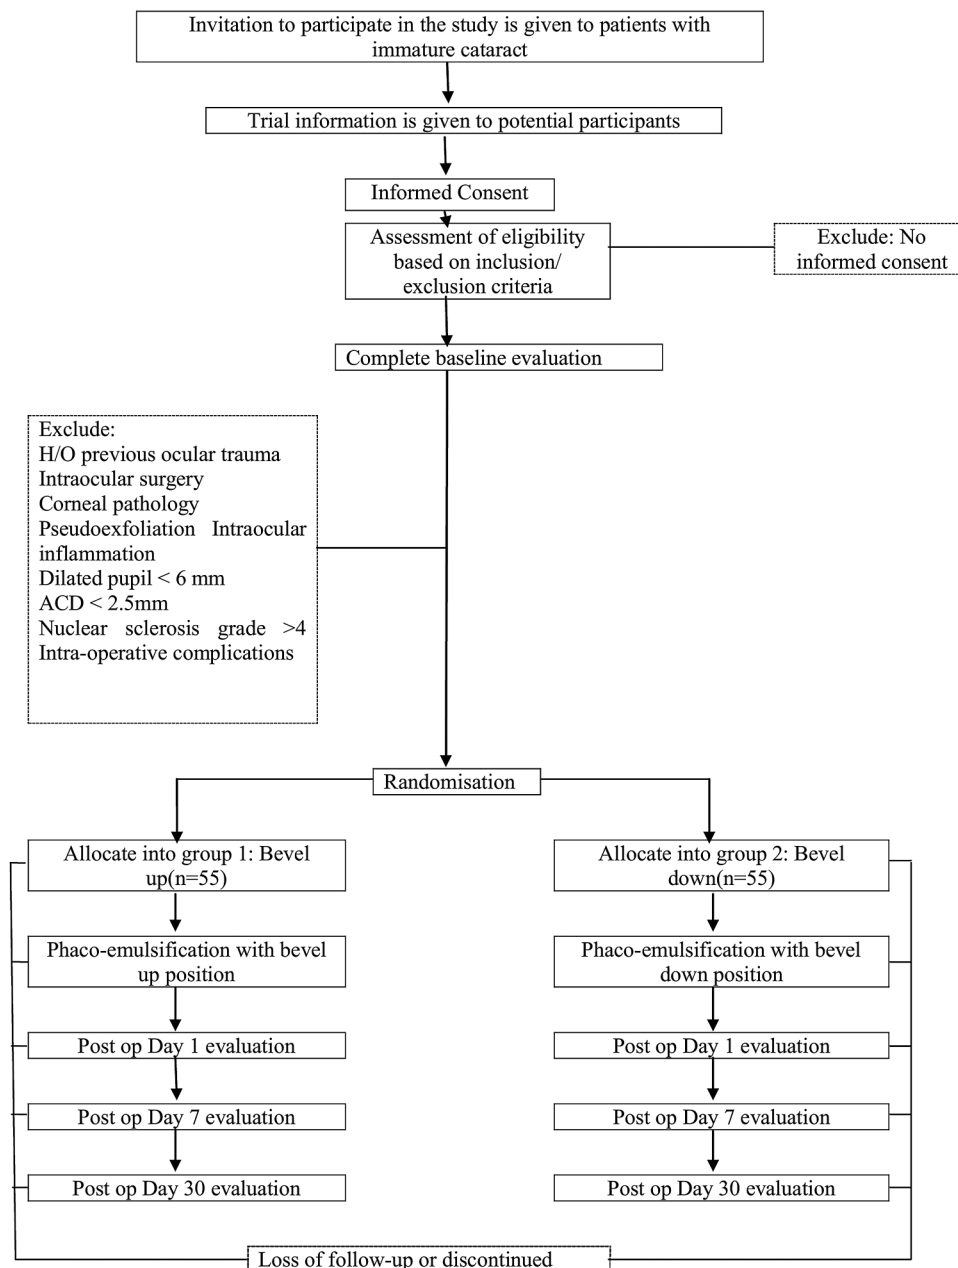 Invitation to participate in the study is given to patients with
immature cataract
Trial information is given to potential participants
Informed Consent
Assessment of eligibility
based on inclusion/
exclusion criteria
Exclude: No
informed consent
Complete baseline evaluation
Exclude:
H/O previous ocular trauma
Intraocular surgery
Corneal pathology
Pseudoexfoliation Intraocular
inflammation
Dilated pupil < 6 mm
ACD < 2.5mm
Nuclear sclerosis grade >4
Intra-operative complications
Randomisation
Allocate into group 1: Bevel
up(n=55)
Phaco-emulsification with bevel
up position
Post op Day 1 evaluation
Post op Day 7 evaluation
Post op Day 30 evaluation
Allocate into group 2: Bevel
down(n=55)
Phaco-emulsification with bevel
down position
Post op Day 1 evaluation
Post op Day 7 evaluation
Post op Day 30 evaluation
Loss of follow-up or discontinued